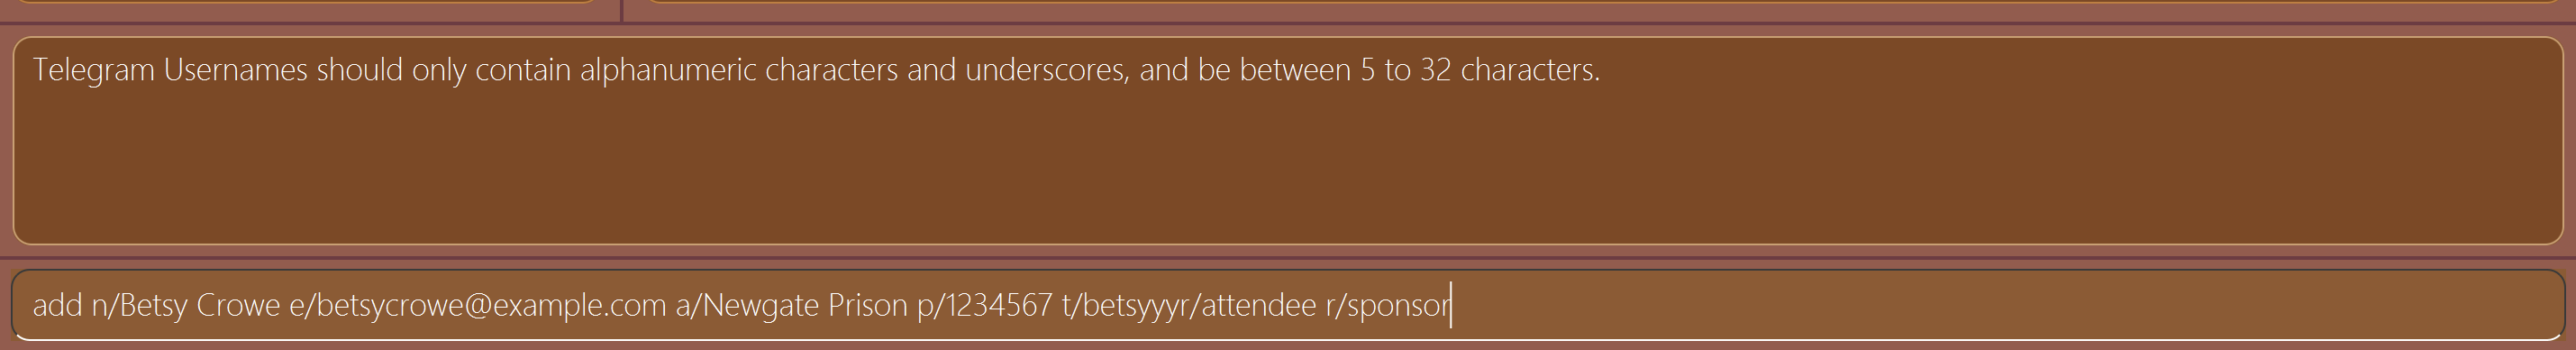 Telegram Usernames should only contain alphanumeric characters and underscores, and be between 5 to 32 characters.
add n/Betsy Crowe e/betsycrowe@example.com a/Newgate Prison p/1234567 t/betsyyyr/attendee r/sponsor